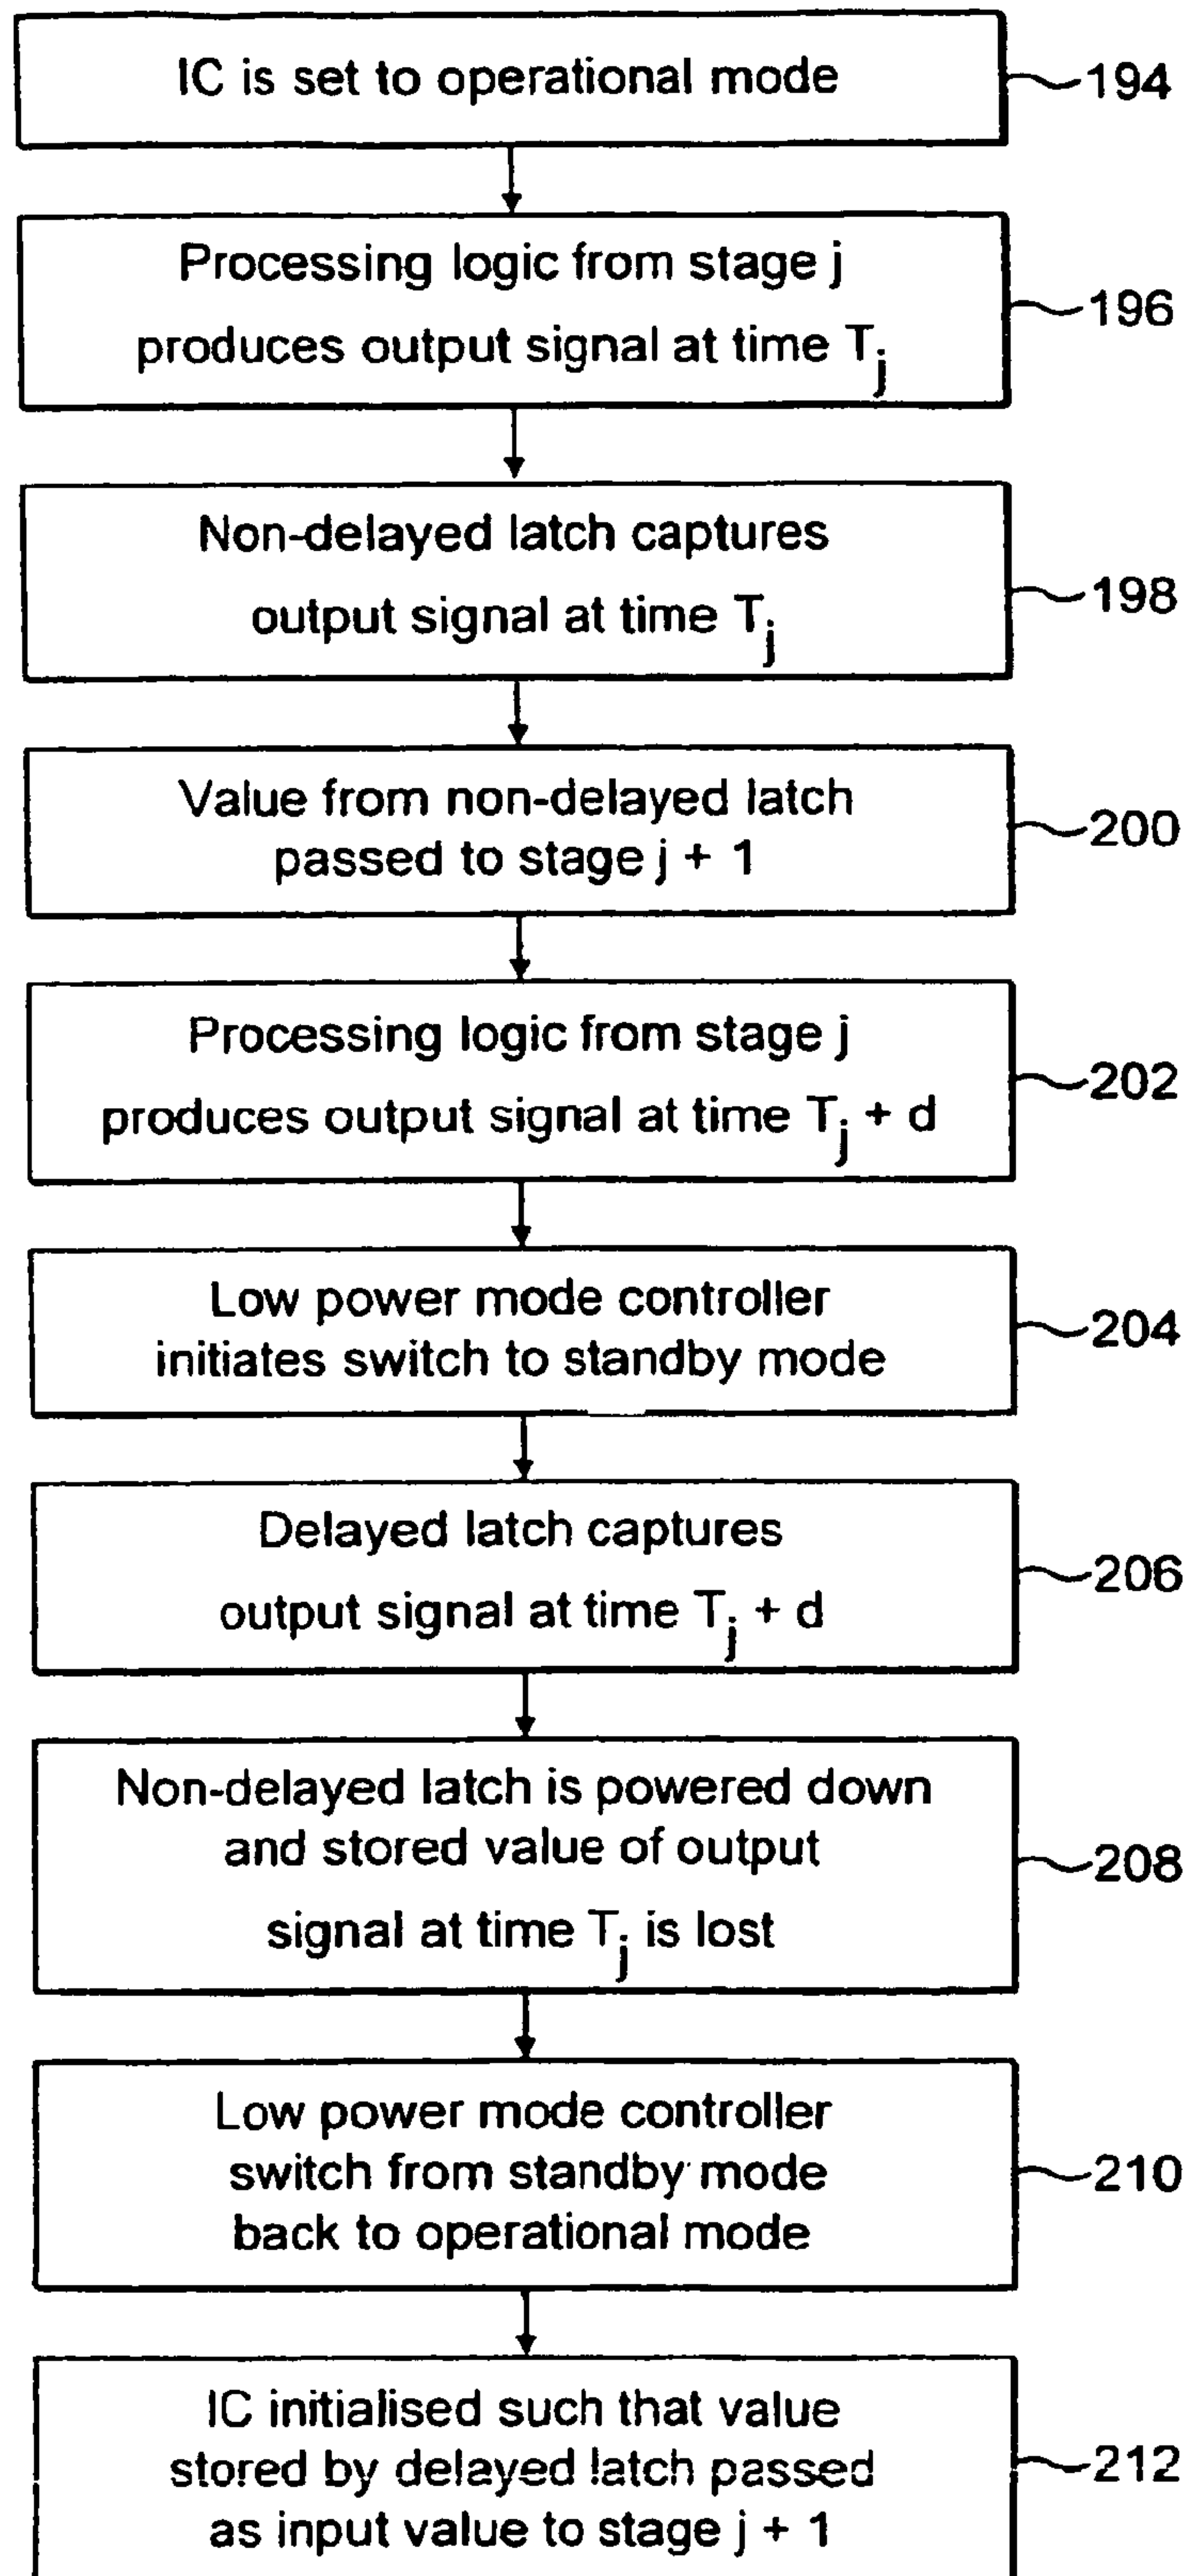 IC is set to operational mode
194
Processing logic from stage j
produces output signal at time Tj
196
Non-delayed latch captures
output signal at time Tj
198
Value from non-delayed latch
passed to stage j + 1
200
Processing logic from stage j
produces output signal at time Tj + d
202
Low power mode controller
initiates switch to standby mode
204
Delayed latch captures
output signal at time Tj + d
206
Non-delayed latch is powered down
and stored value of output
signal at time Tj is lost
208
Low power mode controller
switch from standby mode
back to operational mode
210
IC initialised such that value
stored by delayed latch passed
as input value to stage j + 1
212